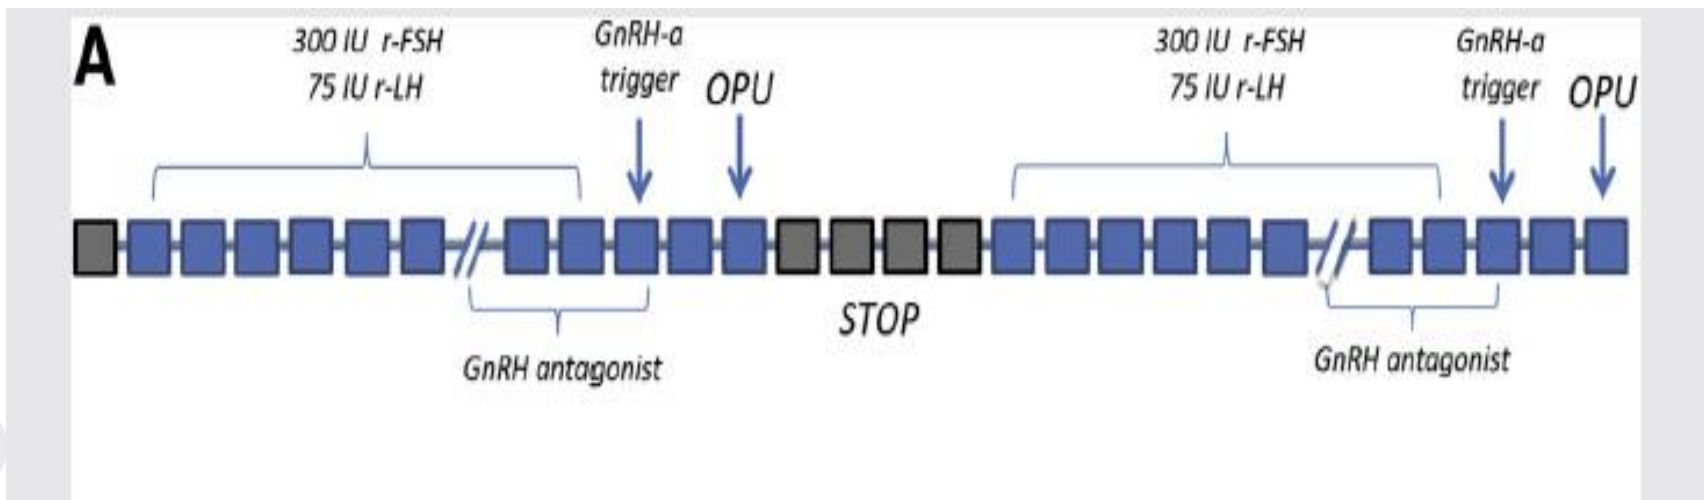 A
300 IU r-FSH
75 IU r-LH
GnRH-a
trigger
OPU
300 IU r-FSH
75 IU r-LH
GnRH-a
trigger
OPU
STOP
GnRH antagonist
GnRH antagonist